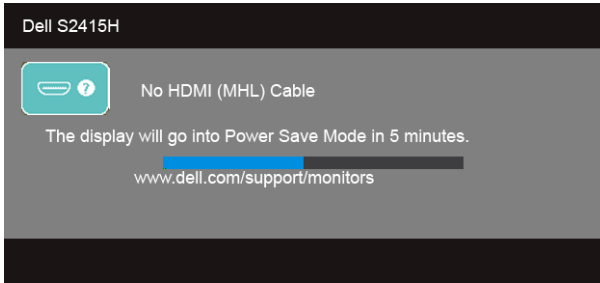 Dell S2415H
?
No HDMI (MHL) Cable
The display will go into Power Save Mode in 5 minutes.
www.dell.com/support/monitors